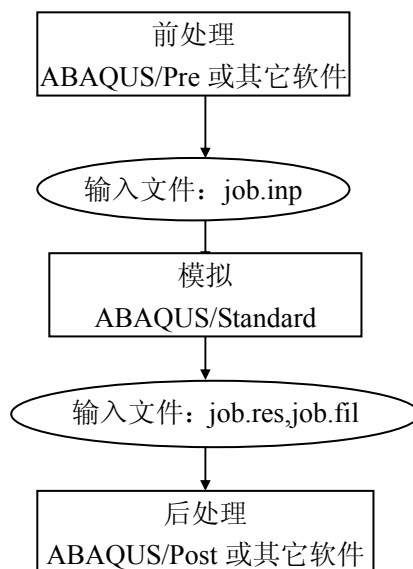 前处理
ABAQUS/Pre 或其它软件
输入文件：job.inp
模拟
ABAQUS/Standard
输入文件：job.res,job.fil
后处理
ABAQUS/Post 或其它软件